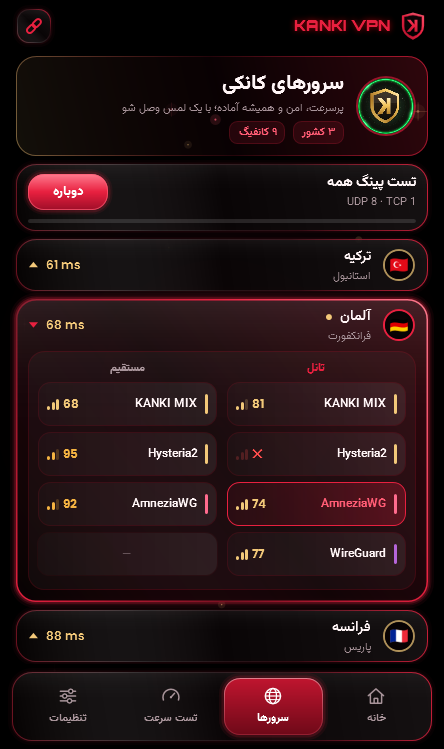 KANKI VPN
سرورهای کانکی
پرسرعت، امن و همیشه آماده؛ با یک لمس وصل شو
۳ کشور
۹ کانفیگ
تست پینگ همه
UDP 8 · TCP 1
دوباره
ترکیه
استانبول
61 ms
آلمان
فرانکفورت
68 ms
تانل
مستقیم
KANKI MIX 81
KANKI MIX 68
Hysteria2 ✕
Hysteria2 95
AmneziaWG 74
AmneziaWG 92
WireGuard 77
—
فرانسه
پاریس
88 ms
خانه
سرورها
تست سرعت
تنظیمات